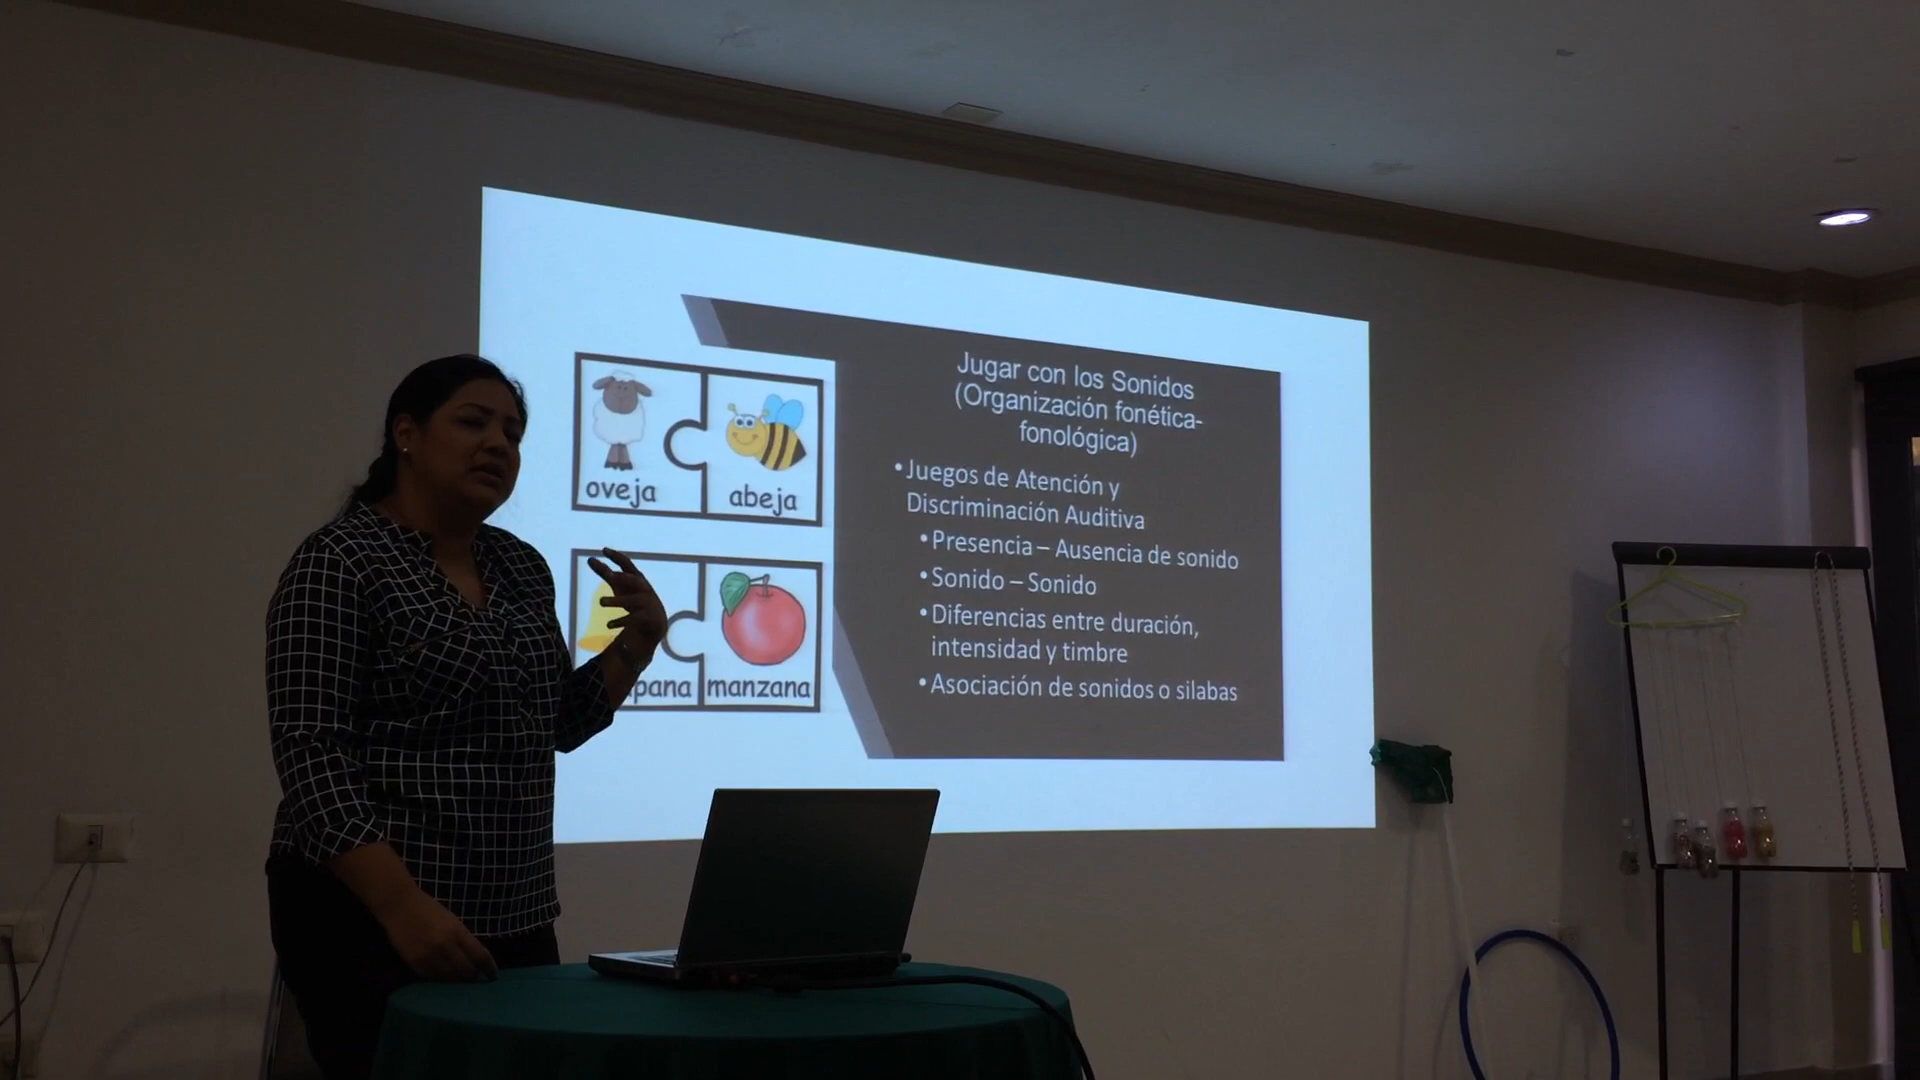 Jugar con los Sonidos
(Organización fonética-
fonológica)
•Juegos de Atención y
Discriminación Auditiva
•Presencia – Ausencia de sonido
•Sonido – Sonido
•Diferencias entre duración,
intensidad y timbre
•Asociación de sonidos o silabas
oveja abeja
manzana